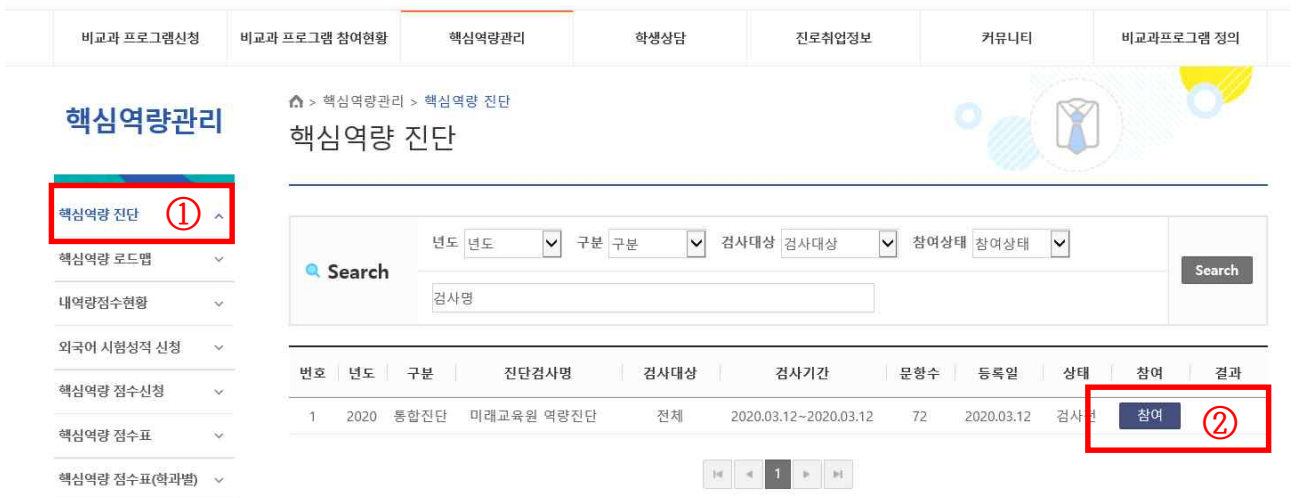 비교과 프로그램신청 비교과 프로그램 참여현황 핵심역량관리 학생상담 진로취업정보 커뮤니티 비교과프로그램 정의
핵심역량관리
> 핵심역량관리 > 핵심역량 진단
핵심역량 진단
핵심역량 진단 ①
핵심역량 로드맵
내역량점수현황
외국어 시험성적 신청
핵심역량 점수신청
핵심역량 점수표
핵심역량 점수표(학과별)
년도 년도 구분 구분 검사대상 검사대상 참여상태 참여상태
Search
검사명
Search
번호 년도 구분 진단검사명 검사대상 검사기간 문항수 등록일 상태 참여 결과
1 2020 통합진단 미래교육원 역량진단 전체 2020.03.12~2020.03.12 72 2020.03.12 검사전 참여 ②
1